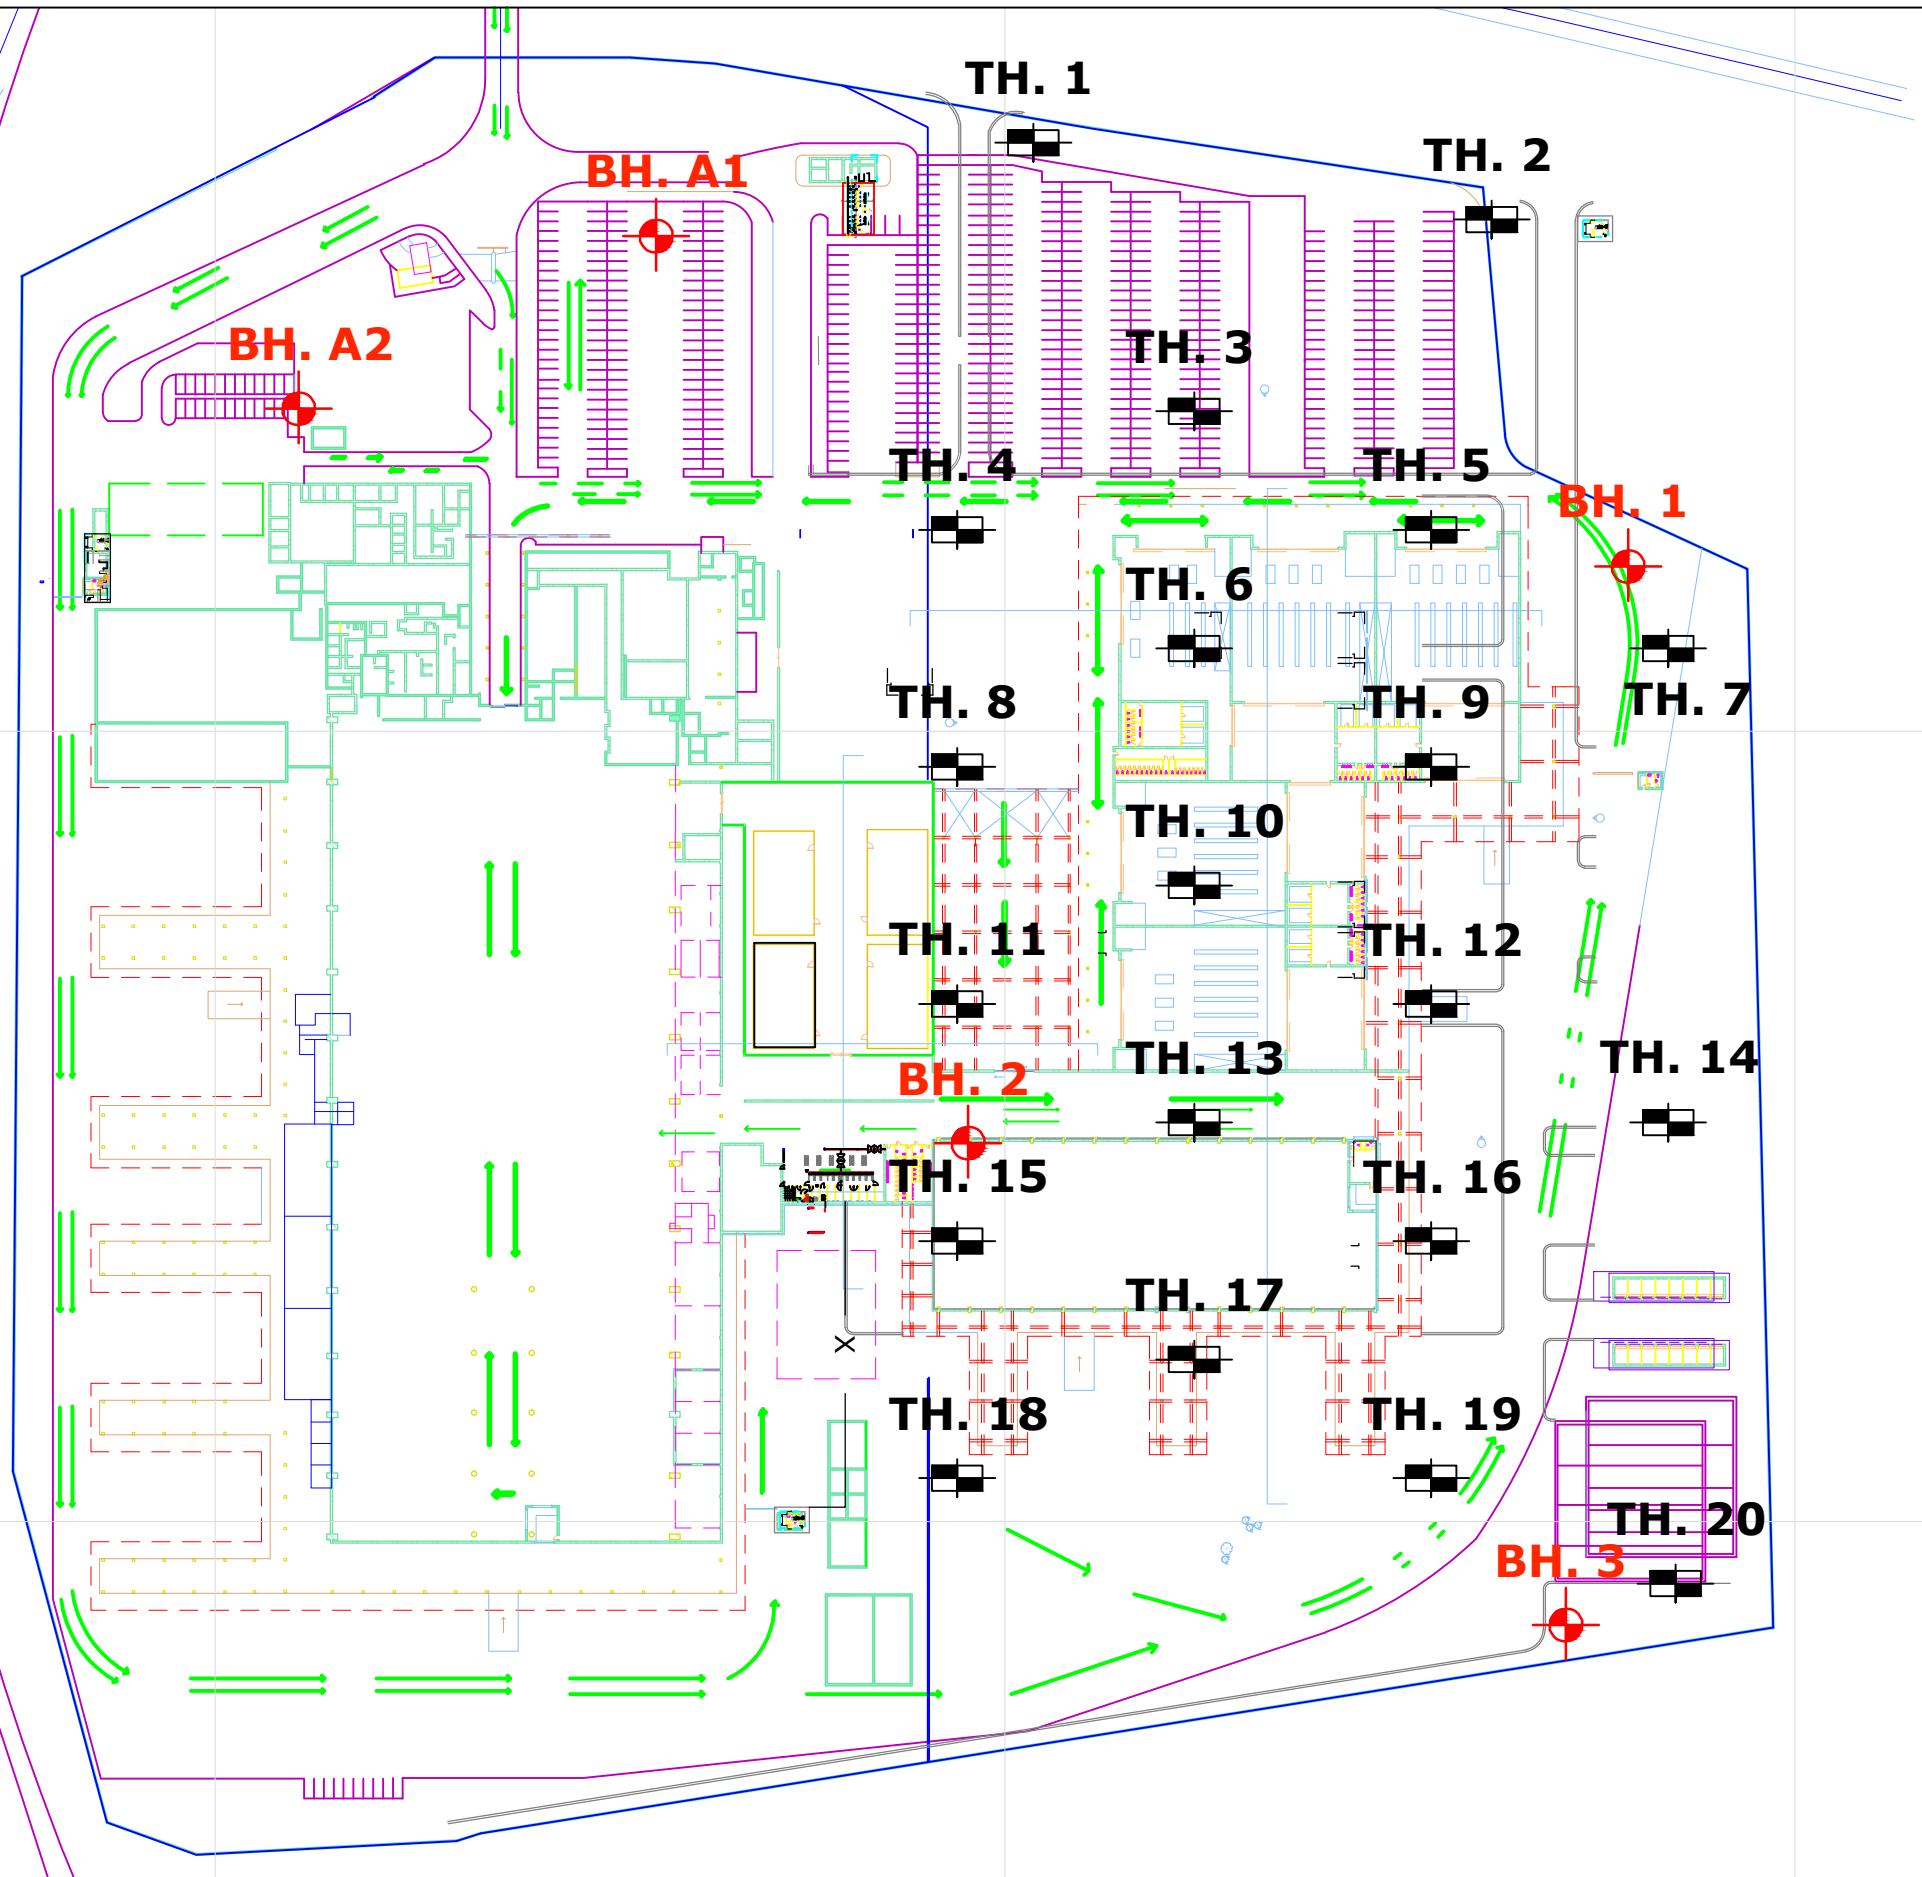 TH. 1
TH. 2
BH. A1
BH. A2
TH. 3
TH. 4
TH. 5
BH. 1
TH. 6
TH. 7
TH. 8
TH. 9
TH. 10
TH. 11
TH. 12
TH. 13
TH. 14
BH. 2
TH. 15
TH. 16
TH. 17
X
TH. 18
TH. 19
TH. 20
BH. 3